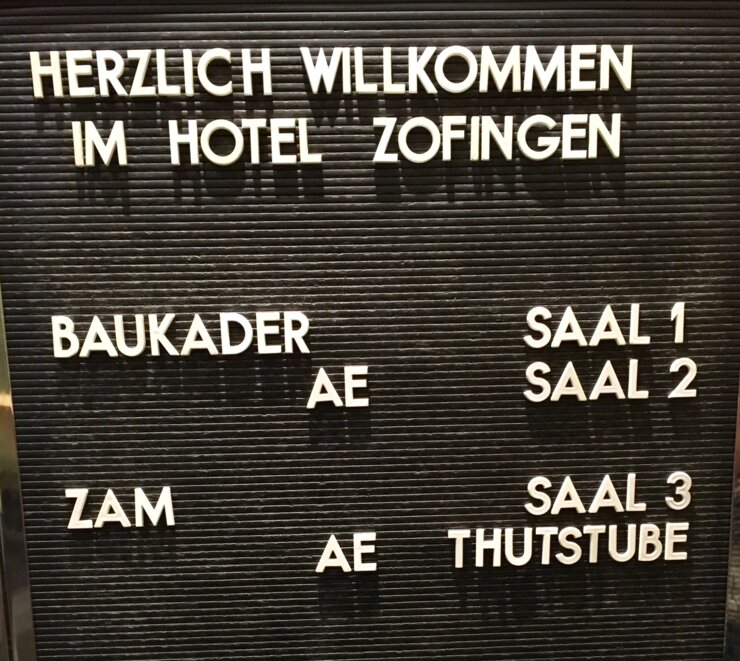 HERZLICH WILLKOMMEN
IM HOTEL ZOFINGEN
BAUKADER SAAL 1
AE SAAL 2
ZAM SAAL 3
AE THUTSTUBE